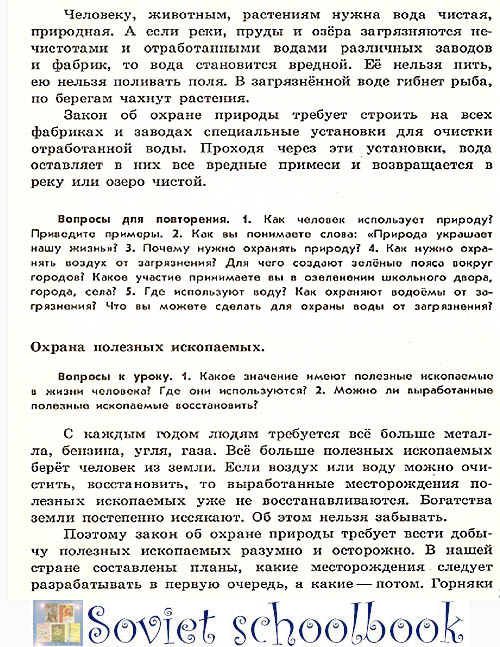 Человеку, животным, растениям нужна вода чистая,
природная. А если реки, пруды и озёра загрязняются не-
чистотами и отработанными водами различных заводов
и фабрик, то вода становится вредной. Её нельзя пить,
ею нельзя поливать поля. В загрязнённой воде гибнет рыба,
по берегам чахнут растения.
Закон об охране природы требует строить на всех
фабриках и заводах специальные установки для очистки
отработанной воды. Проходя через эти установки, вода
оставляет в них все вредные примеси и возвращается в
реку или озеро чистой.
Вопросы для повторения. 1. Как человек использует природу?
Приведите примеры. 2. Как вы понимаете слова: «Природа украшает
нашу жизнь»? 3. Почему нужно охранять природу? 4. Как нужно охра-
нять воздух от загрязнения? Для чего создают зелёные пояса вокруг
городов? Какое участие принимаете вы в озеленении школьного двора,
города, села? 5. Где используют воду? Как охраняют водоёмы от за-
грязнения? Что вы можете сделать для охраны воды от загрязнения?
Охрана полезных ископаемых.
Вопросы к уроку. 1. Какое значение имеют полезные ископаемые
в жизни человека? Где они используются? 2. Можно ли выработанные
полезные ископаемые восстановить?
С каждым годом людям требуется всё больше метал-
ла, бензина, угля, газа. Всё больше полезных ископаемых
берёт человек из земли. Если воздух или воду можно очи-
стить, восстановить, то выработанные месторождения по-
лезных ископаемых уже не восстанавливаются. Богатства
земли постепенно иссякают. Об этом нельзя забывать.
Поэтому закон об охране природы требует вести добы-
чу полезных ископаемых разумно и осторожно. В нашей
стране составлены планы, какие месторождения следует
разрабатывать в первую очередь, а какие — потом. Горняки
Soviet schoolbook